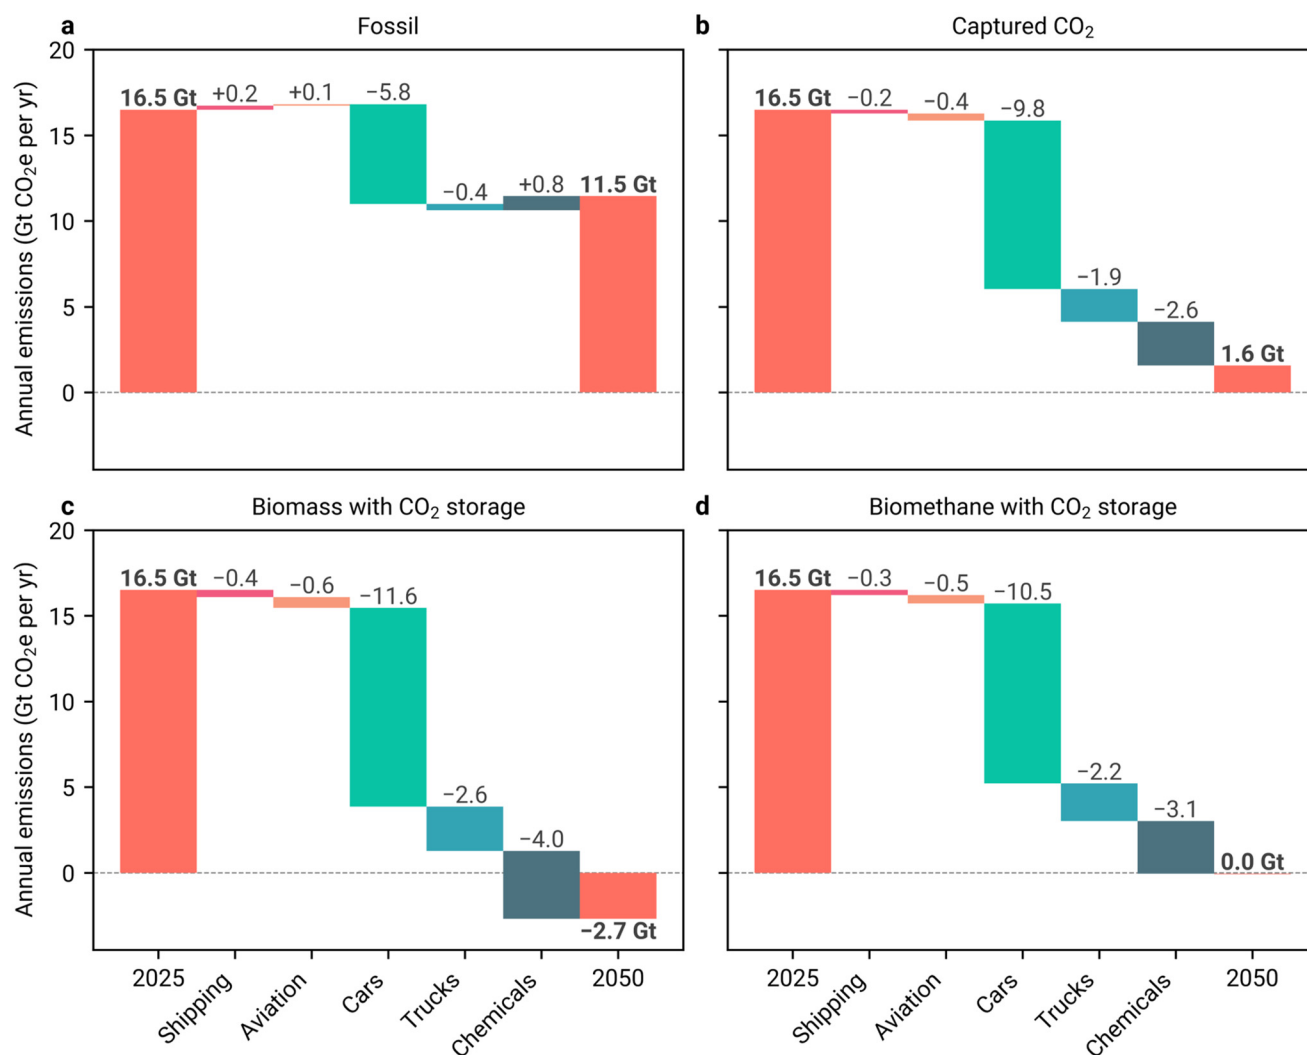 a
Fossil
b
Captured CO₂
Annual emissions (Gt CO₂e per yr)
20
15
10
5
0
16.5 Gt
+0.2
+0.1
−5.8
−0.4
+0.8
11.5 Gt
16.5 Gt
−0.2
−0.4
−9.8
−1.9
−2.6
1.6 Gt
c
Biomass with CO₂ storage
d
Biomethane with CO₂ storage
Annual emissions (Gt CO₂e per yr)
20
15
10
5
0
16.5 Gt
−0.4
−0.6
−11.6
−2.6
−4.0
−2.7 Gt
2025
Shipping
Aviation
Cars
Trucks
Chemicals
2050
16.5 Gt
−0.3
−0.5
−10.5
−2.2
−3.1
0.0 Gt
2025
Shipping
Aviation
Cars
Trucks
Chemicals
2050